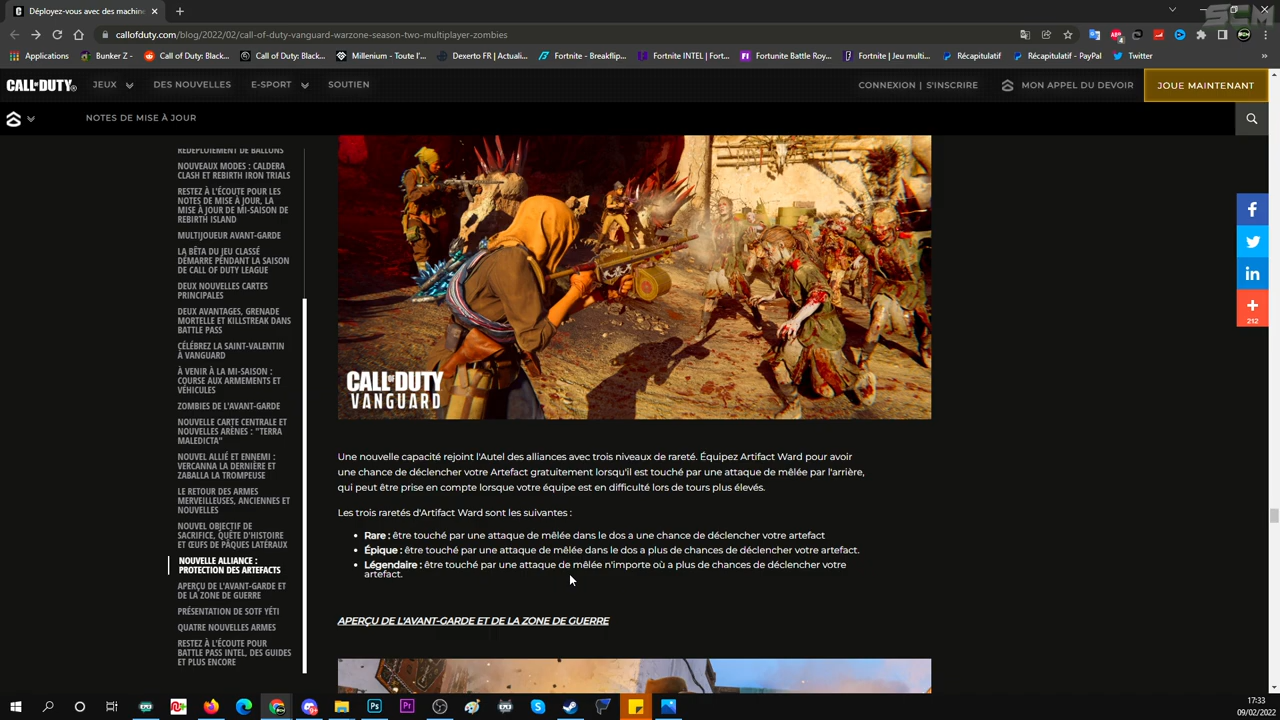 SCM
Déployez-vous avec des machine
callofduty.com/blog/2022/02/call-of-duty-vanguard-warzone-season-two-multiplayer-zombies
Applications
Bunker Z -
Call of Duty: Black...
Call of Duty: Black...
Millenium - Toute l'...
Dexerto FR | Actuali...
Fortnite - Breakflip...
Fortnite INTEL | Fort...
Fortnite Battle Roy...
Fortnite | Jeu multi...
Récapitulatif
Récapitulatif - PayPal
Twitter
CALL OF DUTY
JEUX
DES NOUVELLES
E-SPORT
SOUTIEN
CONNEXION | S'INSCRIRE
MON APPEL DU DEVOIR
JOUE MAINTENANT
NOTES DE MISE À JOUR
REDÉPLOIEMENT DE BALLONS
NOUVEAUX MODES : CALDERA
CLASH ET REBIRTH IRON TRIALS
RESTEZ À L'ÉCOUTE POUR LES
NOTES DE MISE À JOUR, LA
MISE À JOUR DE MI-SAISON DE
REBIRTH ISLAND
MULTIJOUEUR AVANT-GARDE
LA BÊTA DU JEU CLASSÉ
DÉMARRE PENDANT LA SAISON
DE CALL OF DUTY LEAGUE
DEUX NOUVELLES CARTES
PRINCIPALES
DEUX AVANTAGES, GRENADE
MORTELLE ET KILLSTREAK DANS
BATTLE PASS
CÉLÉBREZ LA SAINT-VALENTIN
À VANGUARD
À VENIR À LA MI-SAISON :
COURSE AUX ARMEMENTS ET
VÉHICULES
ZOMBIES DE L'AVANT-GARDE
NOUVELLE CARTE CENTRALE ET
NOUVELLES ARÈNES : "TERRA
MALEDICTA"
NOUVEL ALLIÉ ET ENNEMI :
VERCANNA LA DERNIÈRE ET
ZABALLA LA TROMPEUSE
LE RETOUR DES ARMES
MERVEILLEUSES, ANCIENNES ET
NOUVELLES
NOUVEL OBJECTIF DE
SACRIFICE, QUÊTE D'HISTOIRE
ET ŒUFS DE PÂQUES LATÉRAUX
NOUVELLE ALLIANCE :
PROTECTION DES ARTEFACTS
APERÇU DE L'AVANT-GARDE ET
DE LA ZONE DE GUERRE
PRÉSENTATION DE SOTF YÉTI
QUATRE NOUVELLES ARMES
RESTEZ À L'ÉCOUTE POUR
BATTLE PASS INTEL, DES GUIDES
ET PLUS ENCORE
CALL OF DUTY
VANGUARD
Une nouvelle capacité rejoint l'Autel des alliances avec trois niveaux de rareté. Équipez Artifact Ward pour avoir
une chance de déclencher votre Artefact gratuitement lorsqu'il est touché par une attaque de mêlée par l'arrière,
qui peut être prise en compte lorsque votre équipe est en difficulté lors de tours plus élevés.
Les trois raretés d'Artifact Ward sont les suivantes :
• Rare : être touché par une attaque de mêlée dans le dos a une chance de déclencher votre artefact
• Épique : être touché par une attaque de mêlée dans le dos a plus de chances de déclencher votre artefact.
• Légendaire : être touché par une attaque de mêlée n'importe où a plus de chances de déclencher votre
artefact.
APERÇU DE L'AVANT-GARDE ET DE LA ZONE DE GUERRE
212
17:33
09/02/2022